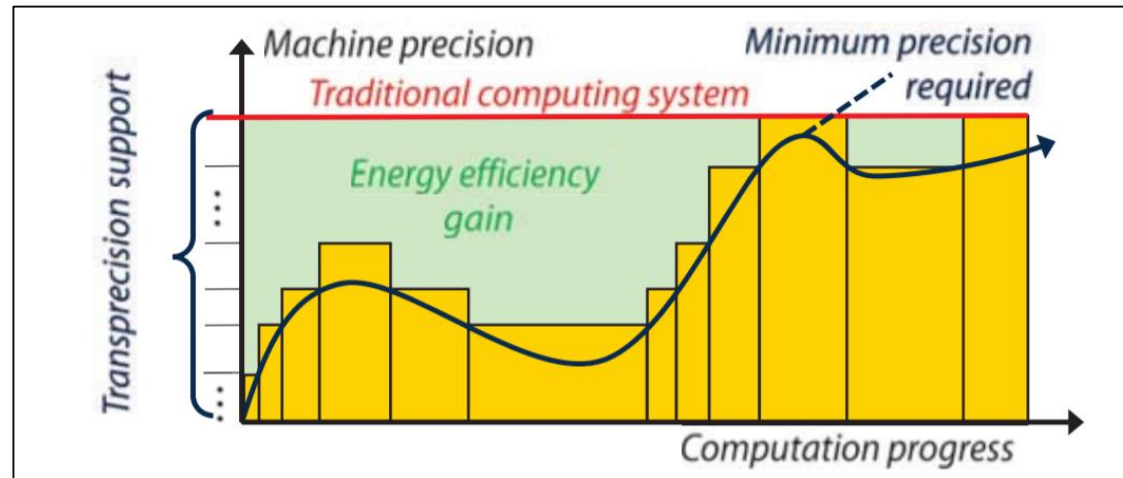 Machine precision
Minimum precision
required
Traditional computing system
Transprecision support
Energy efficiency
gain
Computation progress